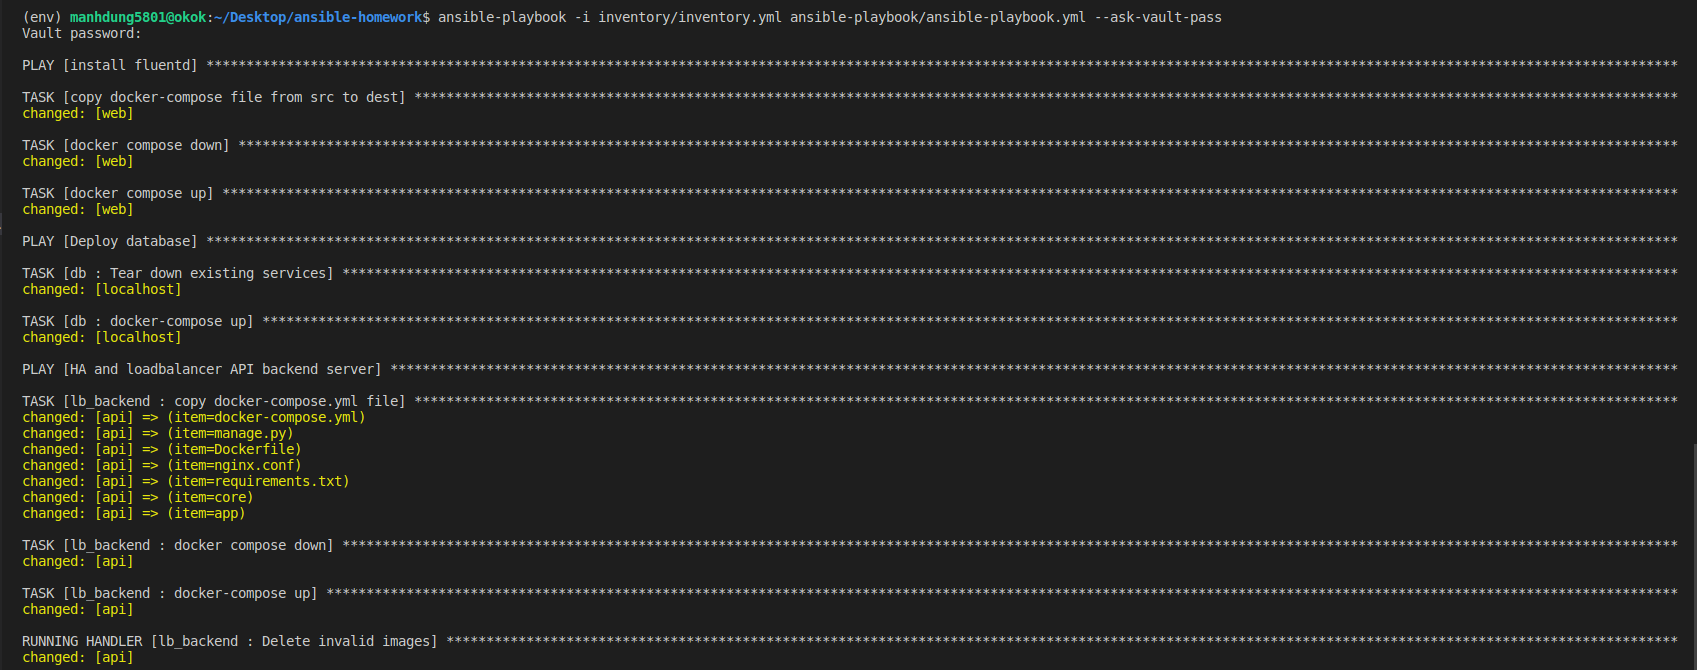 (env) manhdung5801@okok:~/Desktop/ansible-homework$ ansible-playbook -i inventory/inventory.yml ansible-playbook/ansible-playbook.yml --ask-vault-pass
Vault password:
PLAY [install fluentd] ****************************************************************************************************************************************************************************************
TASK [copy docker-compose file from src to dest] **************************************************************************************************************************************************************
changed: [web]
TASK [docker compose down] ************************************************************************************************************************************************************************************
changed: [web]
TASK [docker compose up] **************************************************************************************************************************************************************************************
changed: [web]
PLAY [Deploy database] ****************************************************************************************************************************************************************************************
TASK [db : Tear down existing services] ***********************************************************************************************************************************************************************
changed: [localhost]
TASK [db : docker-compose up] *********************************************************************************************************************************************************************************
changed: [localhost]
PLAY [HA and loadbalancer API backend server] *****************************************************************************************************************************************************************
TASK [lb_backend : copy docker-compose.yml file] **************************************************************************************************************************************************************
changed: [api] => (item=docker-compose.yml)
changed: [api] => (item=manage.py)
changed: [api] => (item=Dockerfile)
changed: [api] => (item=nginx.conf)
changed: [api] => (item=requirements.txt)
changed: [api] => (item=core)
changed: [api] => (item=app)
TASK [lb_backend : docker compose down] ***********************************************************************************************************************************************************************
changed: [api]
TASK [lb_backend : docker-compose up] *************************************************************************************************************************************************************************
changed: [api]
RUNNING HANDLER [lb_backend : Delete invalid images] **********************************************************************************************************************************************************
changed: [api]